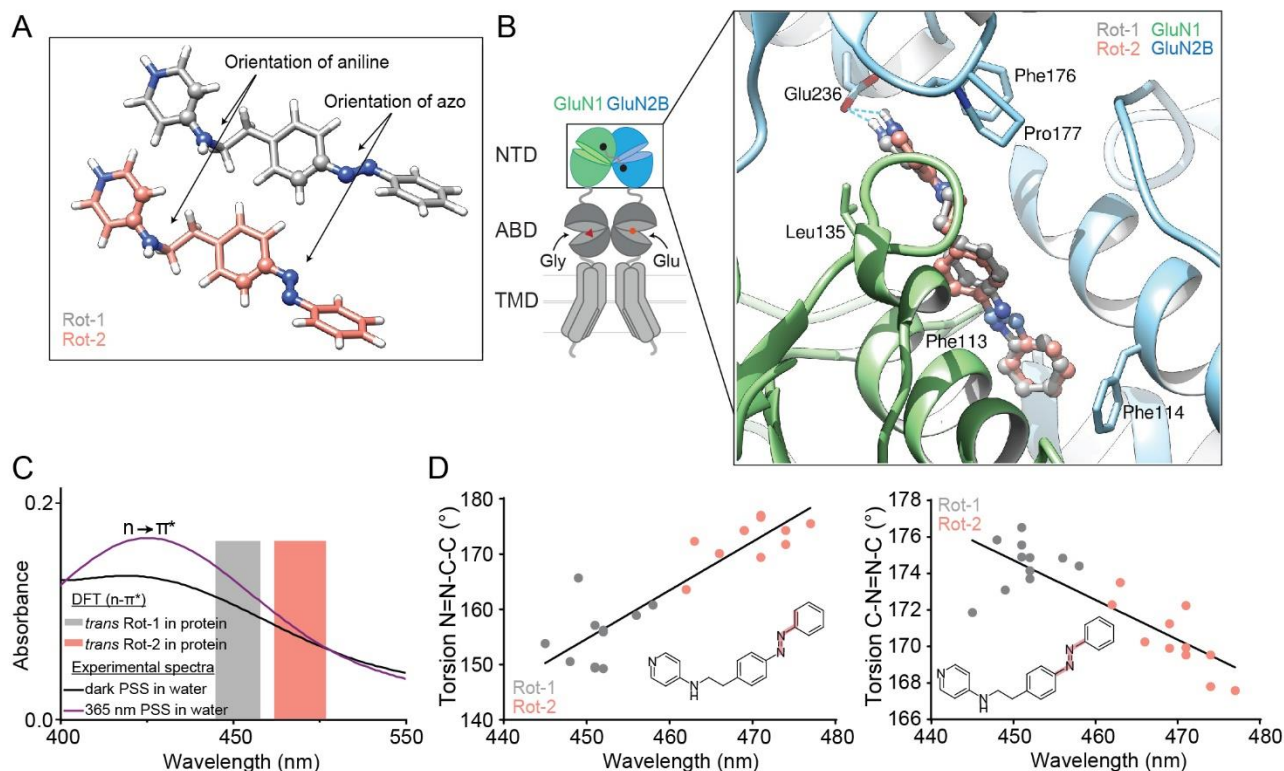 A
Orientation of aniline
Orientation of azo
Rot-1
Rot-2
B
GluN1 GluN2B
NTD
ABD
Gly
Glu
TMD
Rot-1 GluN1
Rot-2 GluN2B
Glu236
Phe176
Pro177
Leu135
Phe113
Phe114
C
0.2
n→π*
Absorbance
DFT (n-π*)
trans Rot-1 in protein
trans Rot-2 in protein
Experimental spectra
dark PSS in water
365 nm PSS in water
0.0
400 450 500 550
Wavelength (nm)
D
Torsion N=N-C-C (°)
180
170
160
150
140
Rot-1
Rot-2
N
N
H
N
N
440 450 460 470 480
Wavelength (nm)
Torsion C-N=N-C (°)
178
176
174
172
170
168
166
Rot-1
Rot-2
N
N
H
N
N
440 450 460 470 480
Wavelength (nm)